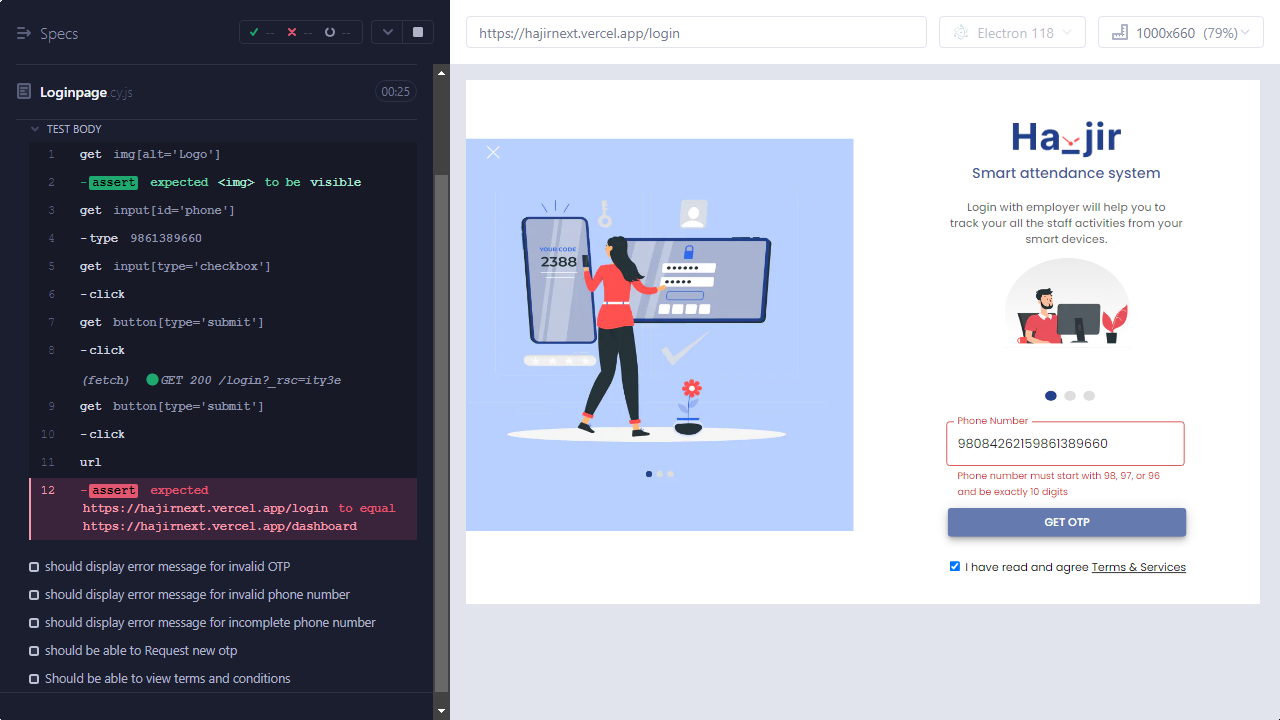 Specs
--
--
--
Loginpage.cy.js
00:25
TEST BODY
1 get img[alt='Logo']
2 -assert expected <img> to be visible
3 get input[id='phone']
4 -type 9861389660
5 get input[type='checkbox']
6 -click
7 get button[type='submit']
8 -click
(fetch) GET 200 /login?_rsc=ity3e
9 get button[type='submit']
10 -click
11 url
12 -assert expected
https://hajirnext.vercel.app/login to equal
https://hajirnext.vercel.app/dashboard
should display error message for invalid OTP
should display error message for invalid phone number
should display error message for incomplete phone number
should be able to Request new otp
Should be able to view terms and conditions
https://hajirnext.vercel.app/login
Electron 118
1000x660 (79%)
YOUR CODE
2388
Ha_jir
Smart attendance system
Login with employer will help you to
track your all the staff activities from your
smart devices.
Phone Number
98084262159861389660
Phone number must start with 98, 97, or 96
and be exactly 10 digits
GET OTP
I have read and agree Terms & Services